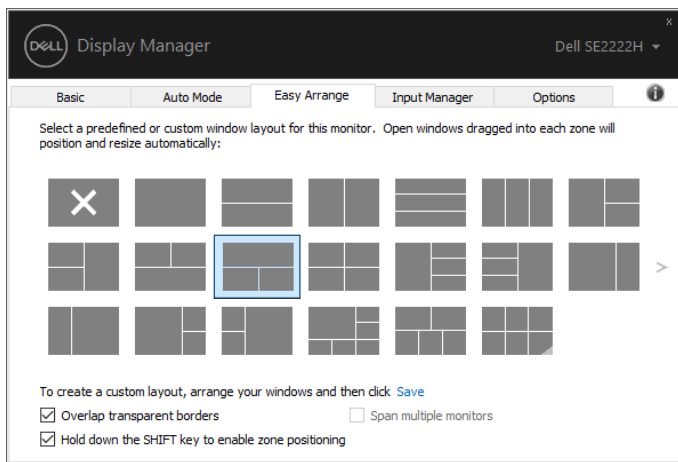 x
DELL Display Manager Dell SE2222H
Basic Auto Mode Easy Arrange Input Manager Options
Select a predefined or custom window layout for this monitor. Open windows dragged into each zone will
position and resize automatically:
>
To create a custom layout, arrange your windows and then click Save
Overlap transparent borders Span multiple monitors
Hold down the SHIFT key to enable zone positioning